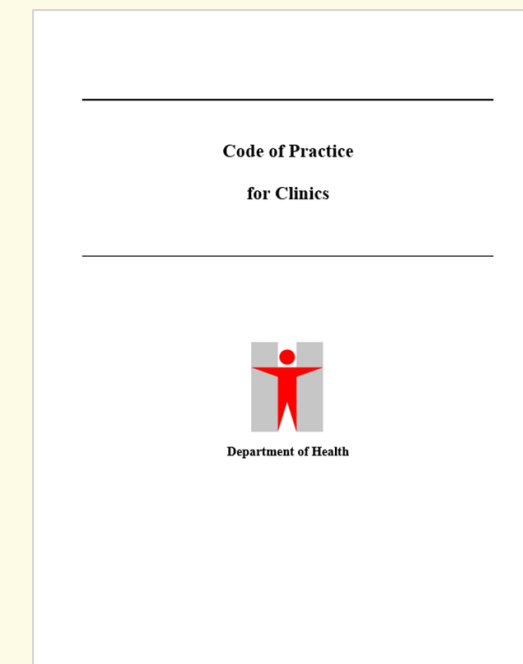 Code of Practice
for Clinics
Department of Health